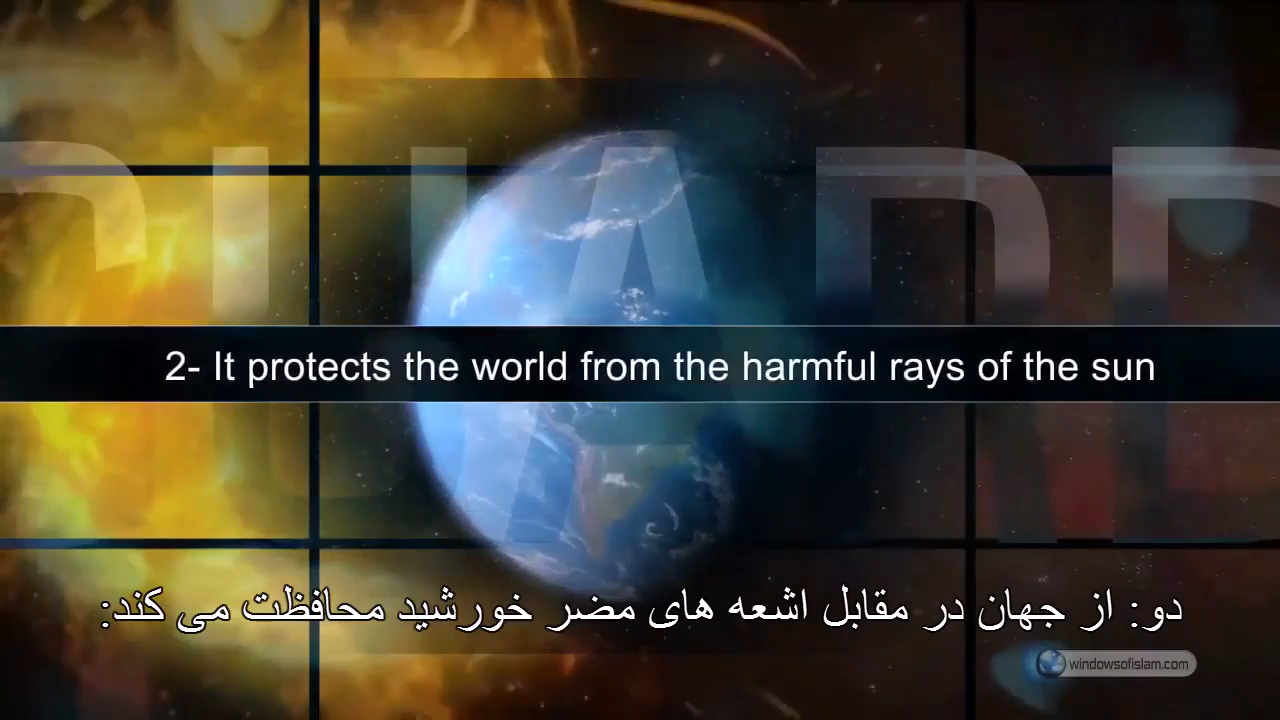 2- It protects the world from the harmful rays of the sun
دو: از جهان در مقابل اشعه های مضر خورشید محافظت می کند:
windowsofislam.com